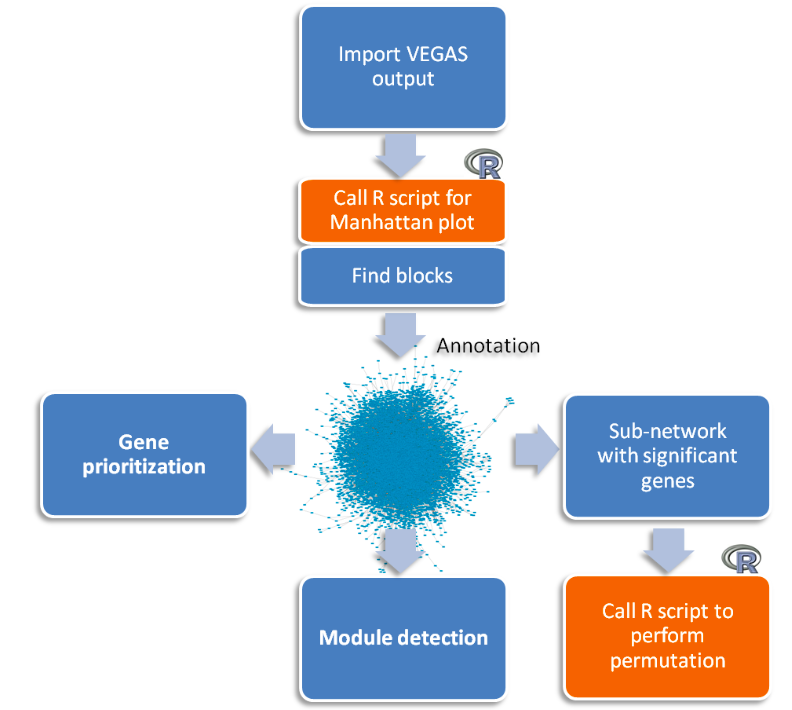 Import VEGAS
output
R
Call R script for
Manhattan plot
Find blocks
Annotation
Gene
prioritization
Sub-network
with significant
genes
R
Module detection
Call R script to
perform
permutation